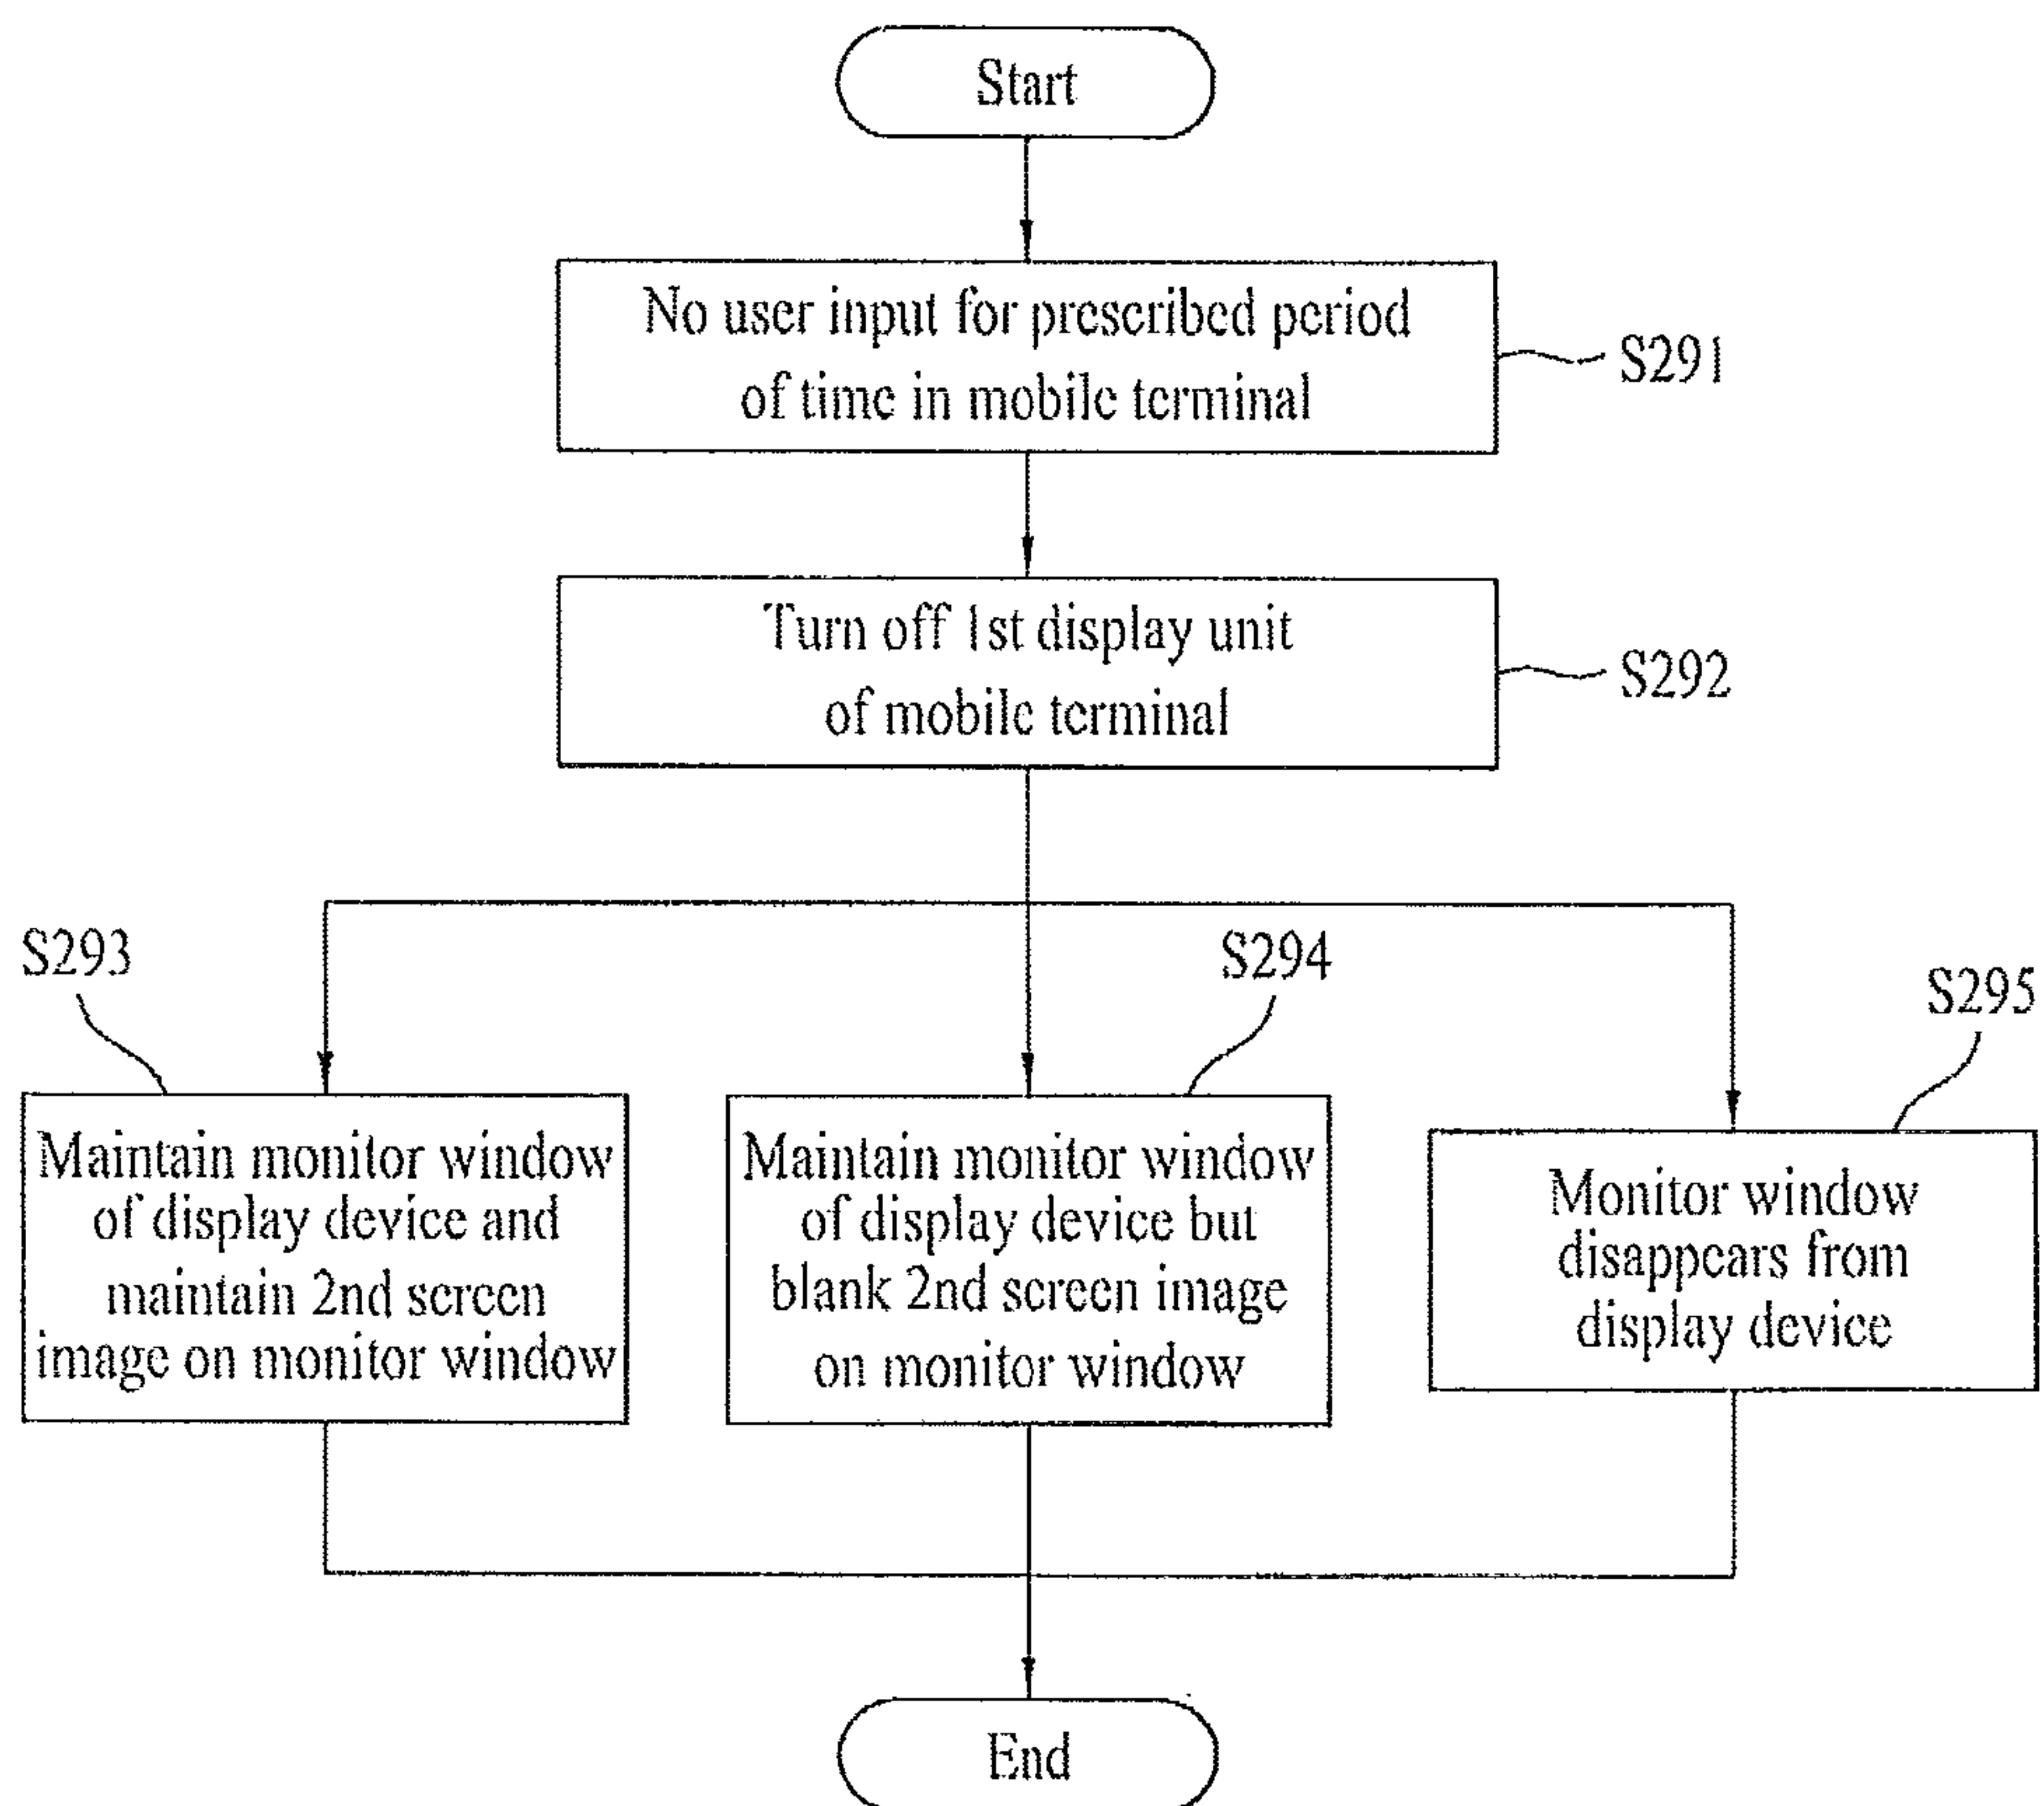 Start
No user input for prescribed period
of time in mobile terminal
S291
Turn off 1st display unit
of mobile terminal
S292
S293
S294
S295
Maintain monitor window
of display device and
maintain 2nd screen
image on monitor window
Maintain monitor window
of display device but
blank 2nd screen image
on monitor window
Monitor window
disappears from
display device
End